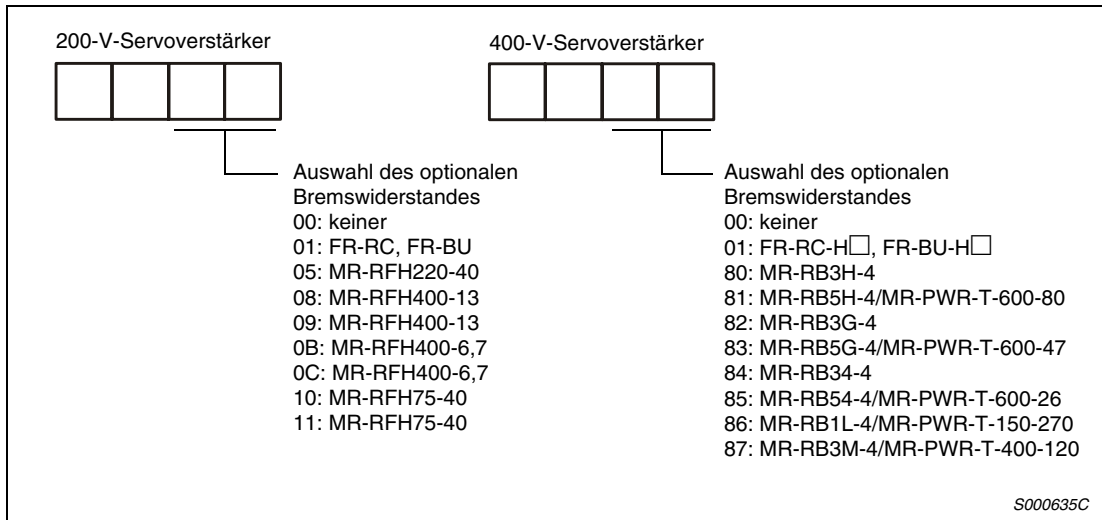 200-V-Servoverstärker
Auswahl des optionalen
Bremswiderstandes
00: keiner
01: FR-RC, FR-BU
05: MR-RFH220-40
08: MR-RFH400-13
09: MR-RFH400-13
0B: MR-RFH400-6,7
0C: MR-RFH400-6,7
10: MR-RFH75-40
11: MR-RFH75-40
400-V-Servoverstärker
Auswahl des optionalen
Bremswiderstandes
00: keiner
01: FR-RC-H□, FR-BU-H□
80: MR-RB3H-4
81: MR-RB5H-4/MR-PWR-T-600-80
82: MR-RB3G-4
83: MR-RB5G-4/MR-PWR-T-600-47
84: MR-RB34-4
85: MR-RB54-4/MR-PWR-T-600-26
86: MR-RB1L-4/MR-PWR-T-150-270
87: MR-RB3M-4/MR-PWR-T-400-120
S000635C